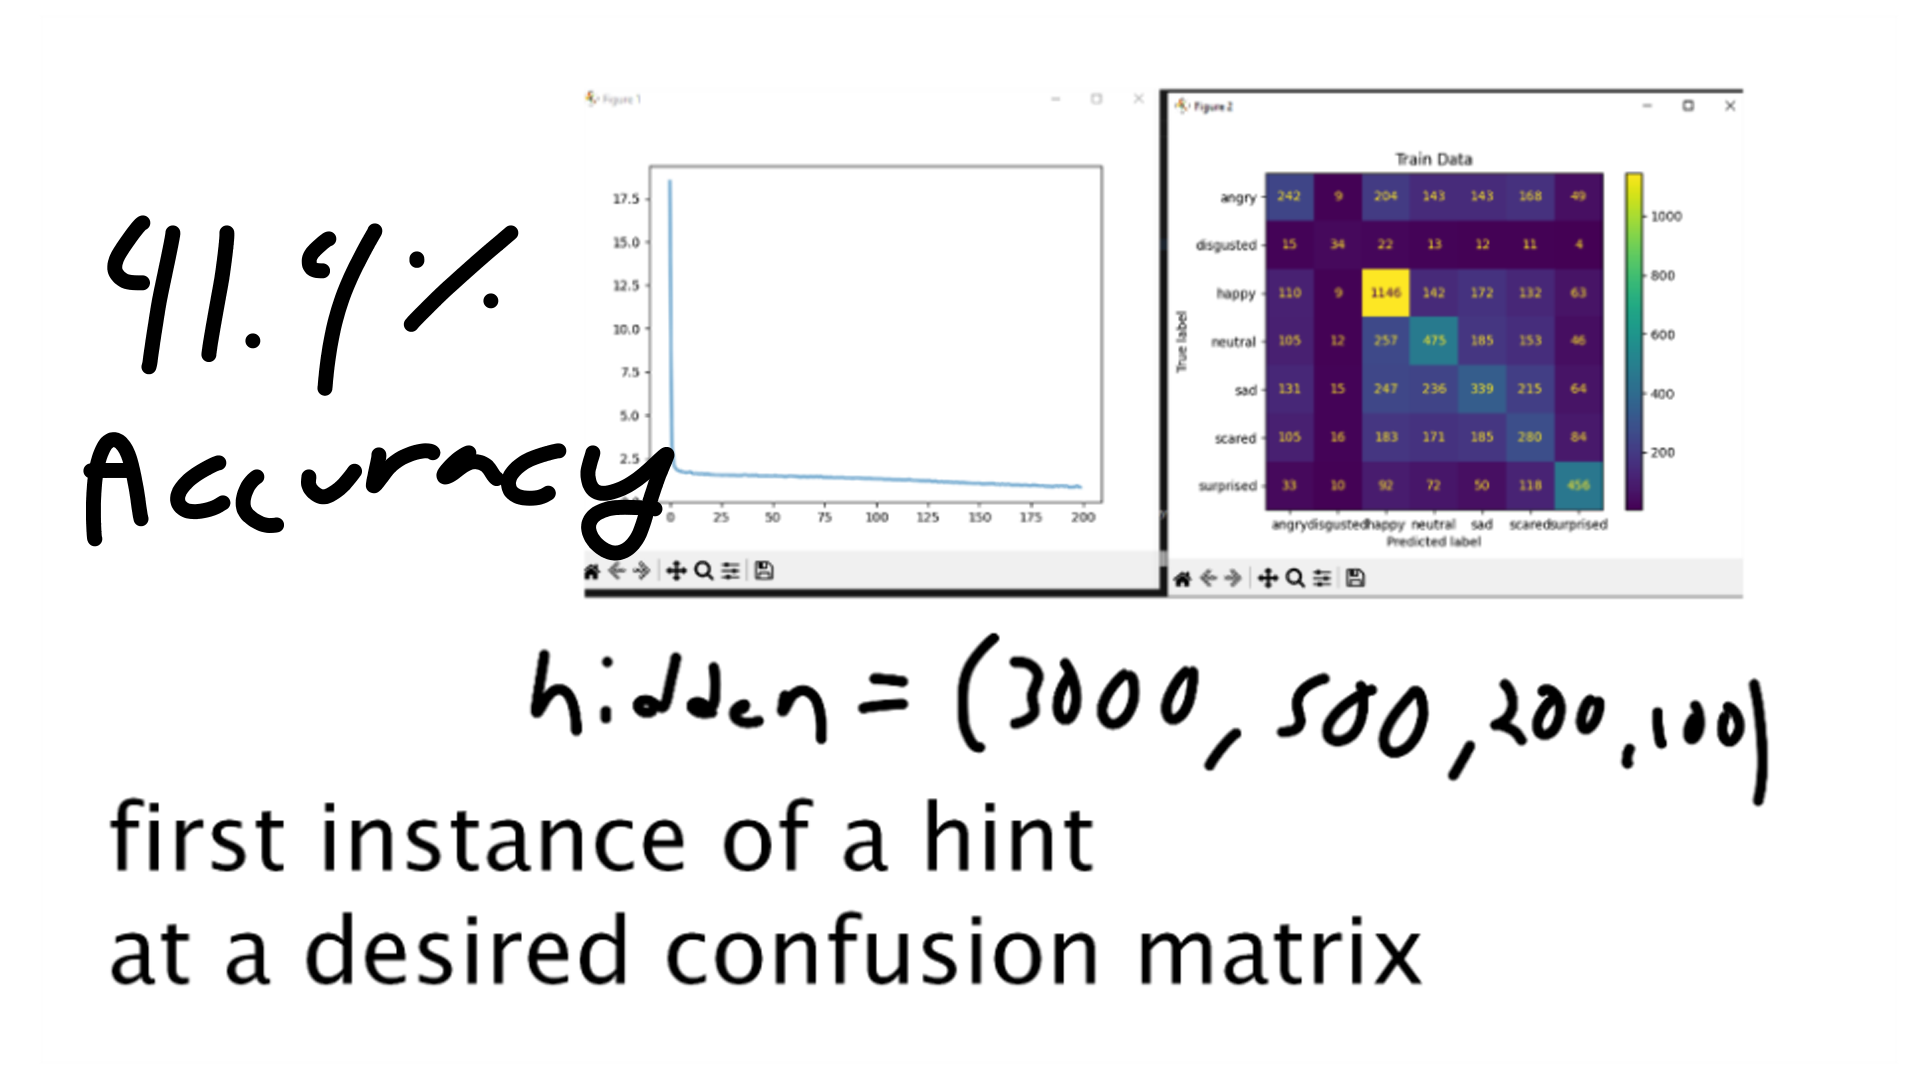 Figure 1
Figure 2
Train Data
17.5
15.0
12.5
10.0
7.5
5.0
2.5
0 25 50 75 100 125 150 175 200
True label
angry 242 9 204 143 143 168 49
disgusted 15 34 22 13 12 11 4
happy 110 9 1146 142 172 132 63
neutral 105 12 257 475 185 153 46
sad 131 15 247 236 339 215 64
scared 105 16 183 171 185 280 84
surprised 33 10 92 72 50 118 456
angry disgusted happy neutral sad scared surprised
Predicted label
1000
800
600
400
200
41.9%
Accuracy
hidden = (3000, 500, 200, 100)
first instance of a hint
at a desired confusion matrix